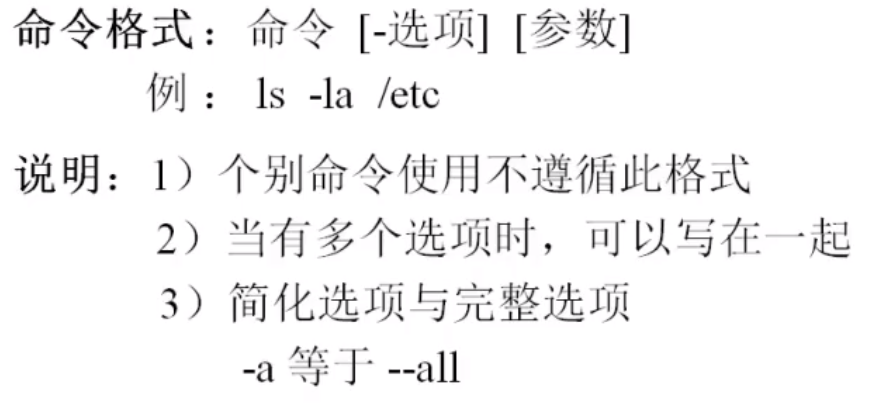 命令格式：命令 [-选项] [参数]
例： ls -la /etc
说明：1）个别命令使用不遵循此格式
2）当有多个选项时，可以写在一起
3）简化选项与完整选项
-a 等于 --all